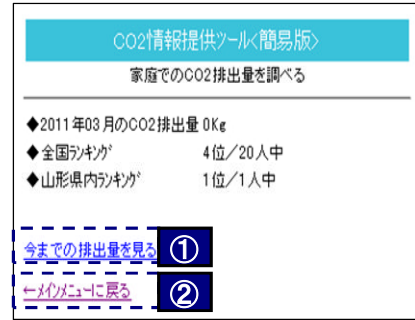 CO2情報提供ツール<簡易版>
家庭でのCO2排出量を調べる
◆2011年03月のCO2排出量 0Kg
◆全国ﾗﾝｷﾝｸﾞ 4位／20人中
◆山形県内ﾗﾝｷﾝｸﾞ 1位／1人中
今までの排出量を見る ①
←ﾒｲﾝﾒﾆｭｰに戻る ②